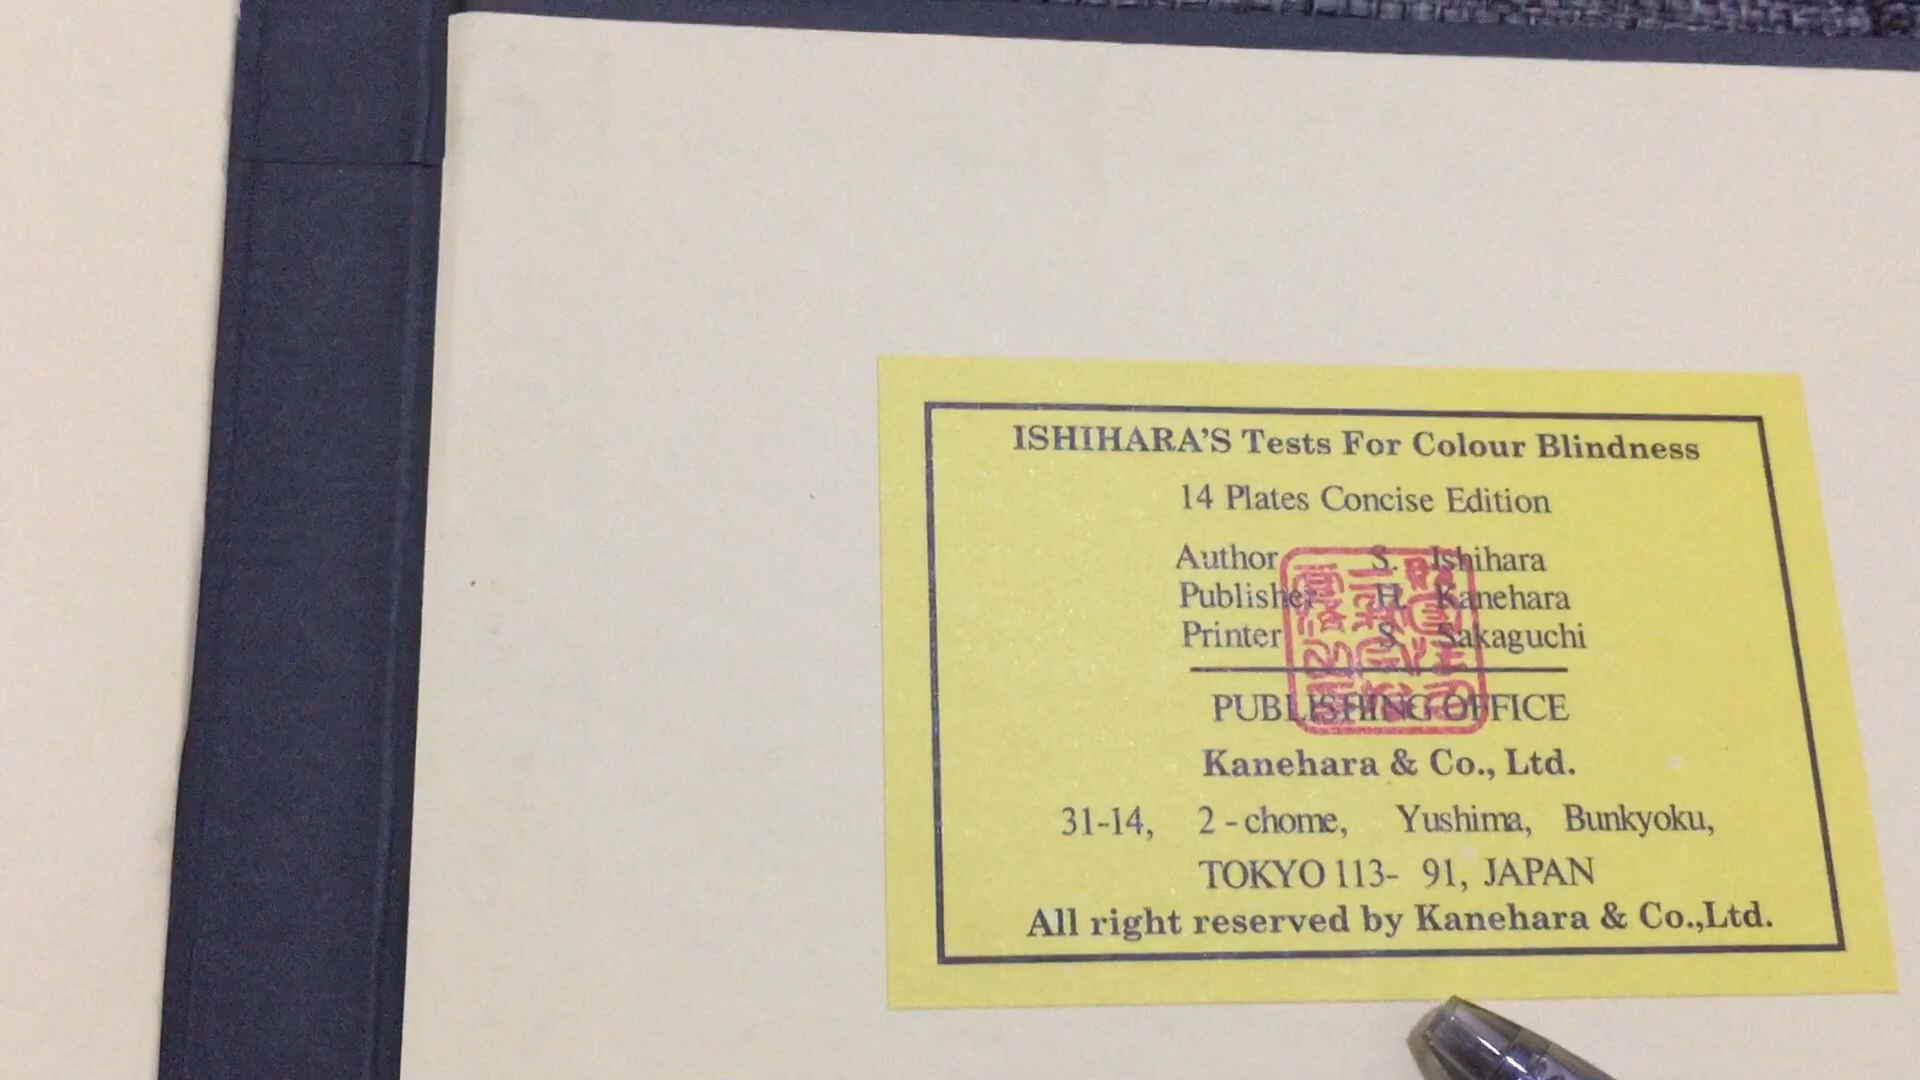 ISHIHARA'S Tests For Colour Blindness
14 Plates Concise Edition
Author S. Ishihara
Publisher H. Kanehara
Printer S. Sakaguchi
PUBLISHING OFFICE
Kanehara & Co., Ltd.
31-14, 2-chome, Yushima, Bunkyoku,
TOKYO 113- 91, JAPAN
All right reserved by Kanehara & Co.,Ltd.